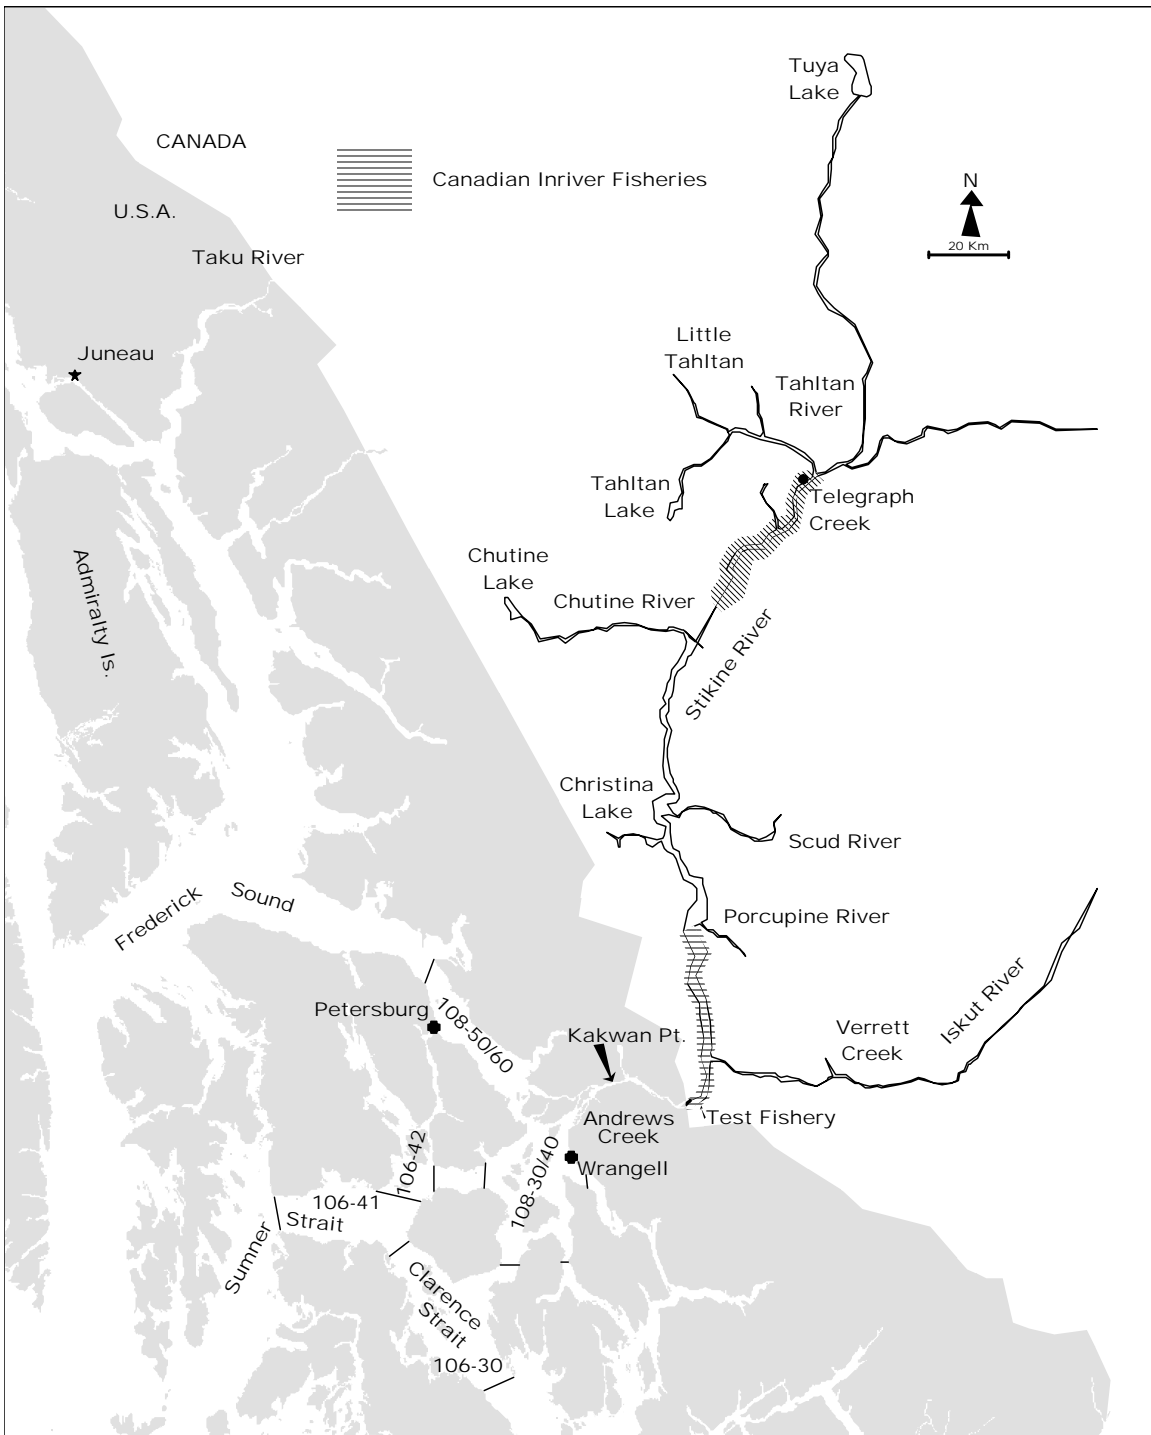 Tuya
Lake
CANADA
Canadian Inriver Fisheries
N
20 Km
U.S.A.
Taku River
Juneau
Little
Tahltan
Tahltan
River
Tahltan
Lake
Telegraph
Creek
Chutine
Lake
Chutine River
Admiralty Is.
Stikine River
Christina
Lake
Scud River
Frederick
Sound
Porcupine River
Petersburg
108-50/60
Kakwan Pt.
Verrett
Creek
Iskut River
Andrews
Creek
Test Fishery
Wrangell
106-42
108-30/40
106-41
Sumner
Strait
Clarence
Strait
106-30